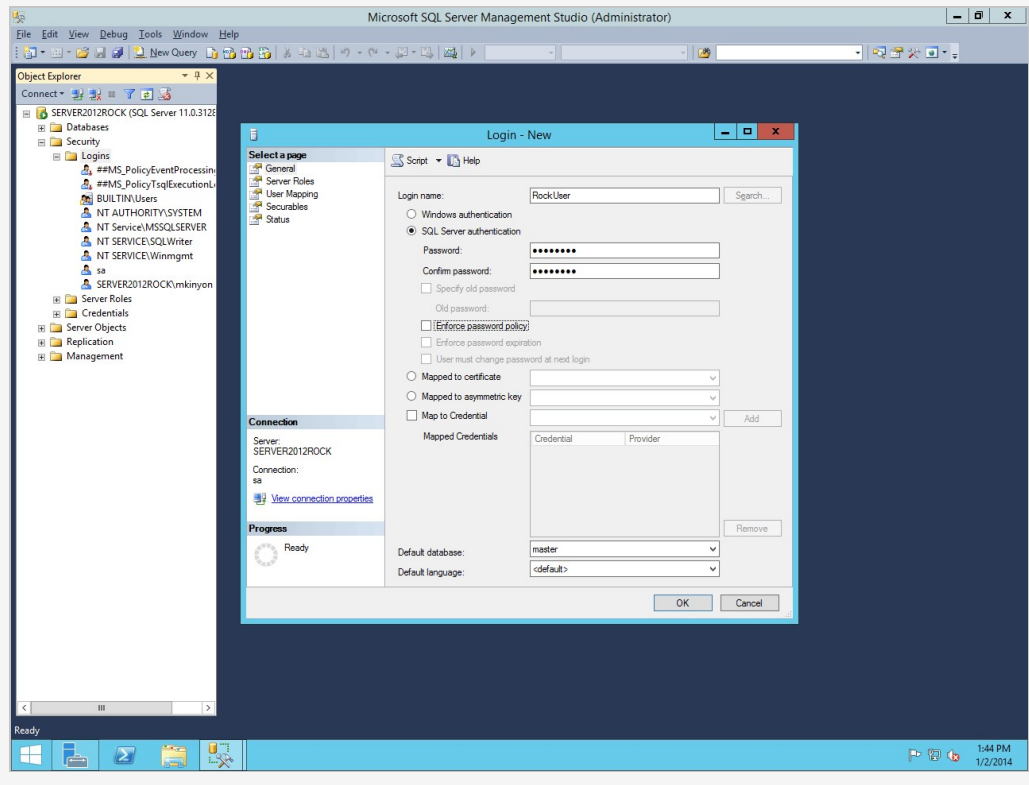 Microsoft SQL Server Management Studio (Administrator)
File Edit View Debug Tools Window Help
New Query
Object Explorer
Connect
SERVER2012ROCK (SQL Server 11.0.3128
Databases
Security
Logins
##MS_PolicyEventProcessin
##MS_PolicyTsqlExecutionL
BUILTIN\Users
NT AUTHORITY\SYSTEM
NT Service\MSSQLSERVER
NT SERVICE\SQLWriter
NT SERVICE\Winmgmt
sa
SERVER2012ROCK\mkinyon
Server Roles
Credentials
Server Objects
Replication
Management
Login - New
Select a page
General
Server Roles
User Mapping
Securables
Status
Script Help
Login name: RockUser Search...
Windows authentication
SQL Server authentication
Password: ●●●●●●●●
Confirm password: ●●●●●●●●
Specify old password
Old password:
Enforce password policy
Enforce password expiration
User must change password at next login
Mapped to certificate
Mapped to asymmetric key
Map to Credential Add
Mapped Credentials Credential Provider
Remove
Default database: master
Default language: <default>
Connection
Server:
SERVER2012ROCK
Connection:
sa
View connection properties
Progress
Ready
OK Cancel
Ready
1:44 PM
1/2/2014